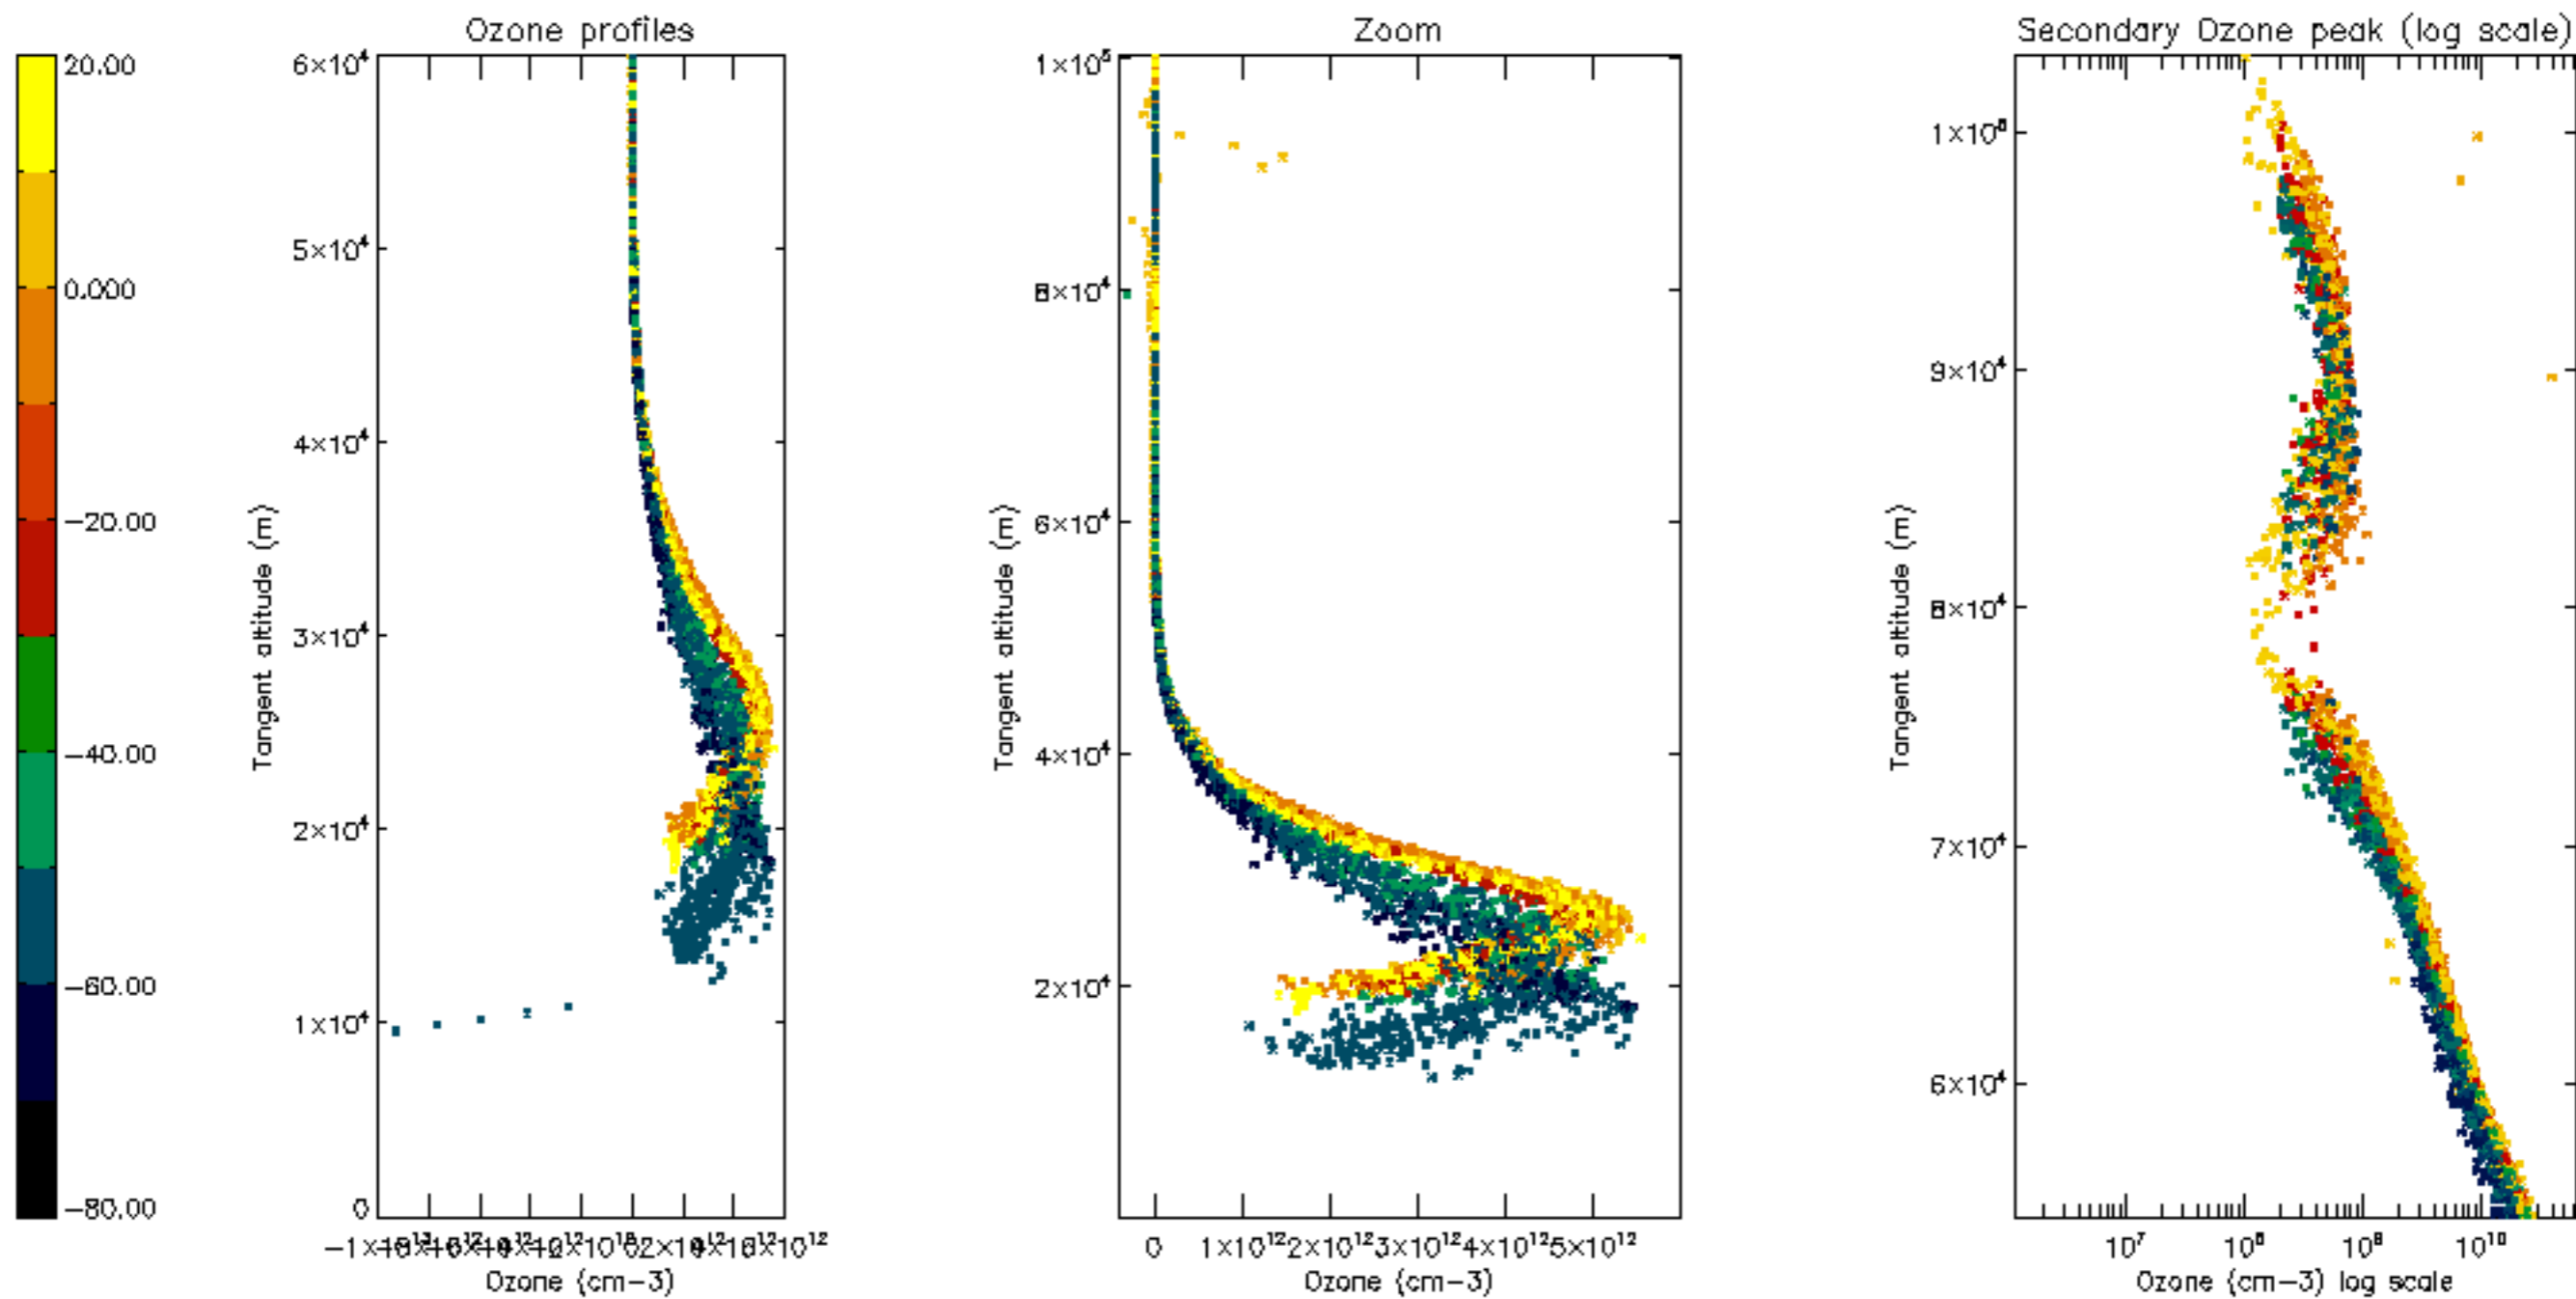 Ozone profiles
Zoom
Secondary Ozone peak (log scale)
20.00
0.000
−20.00
−40.00
−60.00
−80.00
6×10⁴
5×10⁴
4×10⁴
3×10⁴
2×10⁴
1×10⁴
0
Tangent altitude (m)
Ozone (cm−3)
1×10⁵
8×10⁴
6×10⁴
4×10⁴
2×10⁴
Tangent altitude (m)
0 1×10¹² 2×10¹² 3×10¹² 4×10¹² 5×10¹²
Ozone (cm−3)
9×10⁴
8×10⁴
7×10⁴
6×10⁴
Tangent altitude (m)
10⁷ 10⁸ 10⁹ 10¹⁰
Ozone (cm−3) log scale